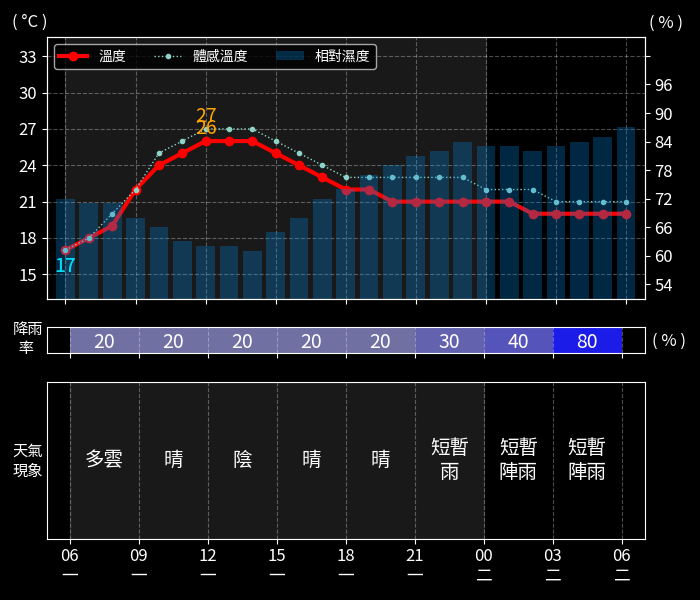 ( °C )
( % )
溫度
體感溫度
相對濕度
33
30
27
24
21
18
15
96
90
84
78
72
66
60
54
27
26
17
降雨
率
20
20
20
20
20
30
40
80
( % )
天氣
現象
多雲
晴
陰
晴
晴
短暫
雨
短暫
陣雨
短暫
陣雨
06
一
09
一
12
一
15
一
18
一
21
一
00
二
03
二
06
二